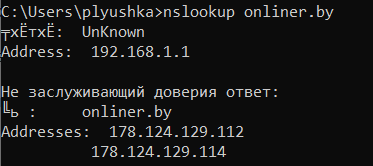 C:\Users\plyushka>nslookup onliner.by
╤хЁтхЁ:  UnKnown
Address:  192.168.1.1

Не заслуживающий доверия ответ:
╚ь :     onliner.by
Addresses:  178.124.129.112
          178.124.129.114